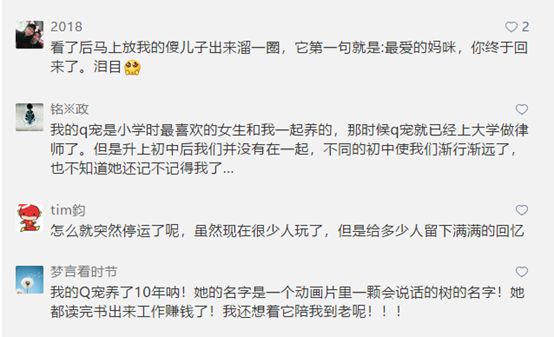 2018
2
看了后马上放我的傻儿子出来溜一圈，它第一句就是:最爱的妈咪，你终于回
来了。泪目
铭※政
我的q宠是小学时最喜欢的女生和我一起养的，那时候q宠就已经上大学做律
师了。但是升上初中后我们并没有在一起，不同的初中使我们渐行渐远了，
也不知道她还记不记得我了...
tim鈞
怎么就突然停运了呢，虽然现在很少人玩了，但是给多少人留下满满的回忆
梦言看时节
我的Q宠养了10年呐！她的名字是一个动画片里一颗会说话的树的名字！她
都读完书出来工作赚钱了！我还想着它陪我到老呢！！！